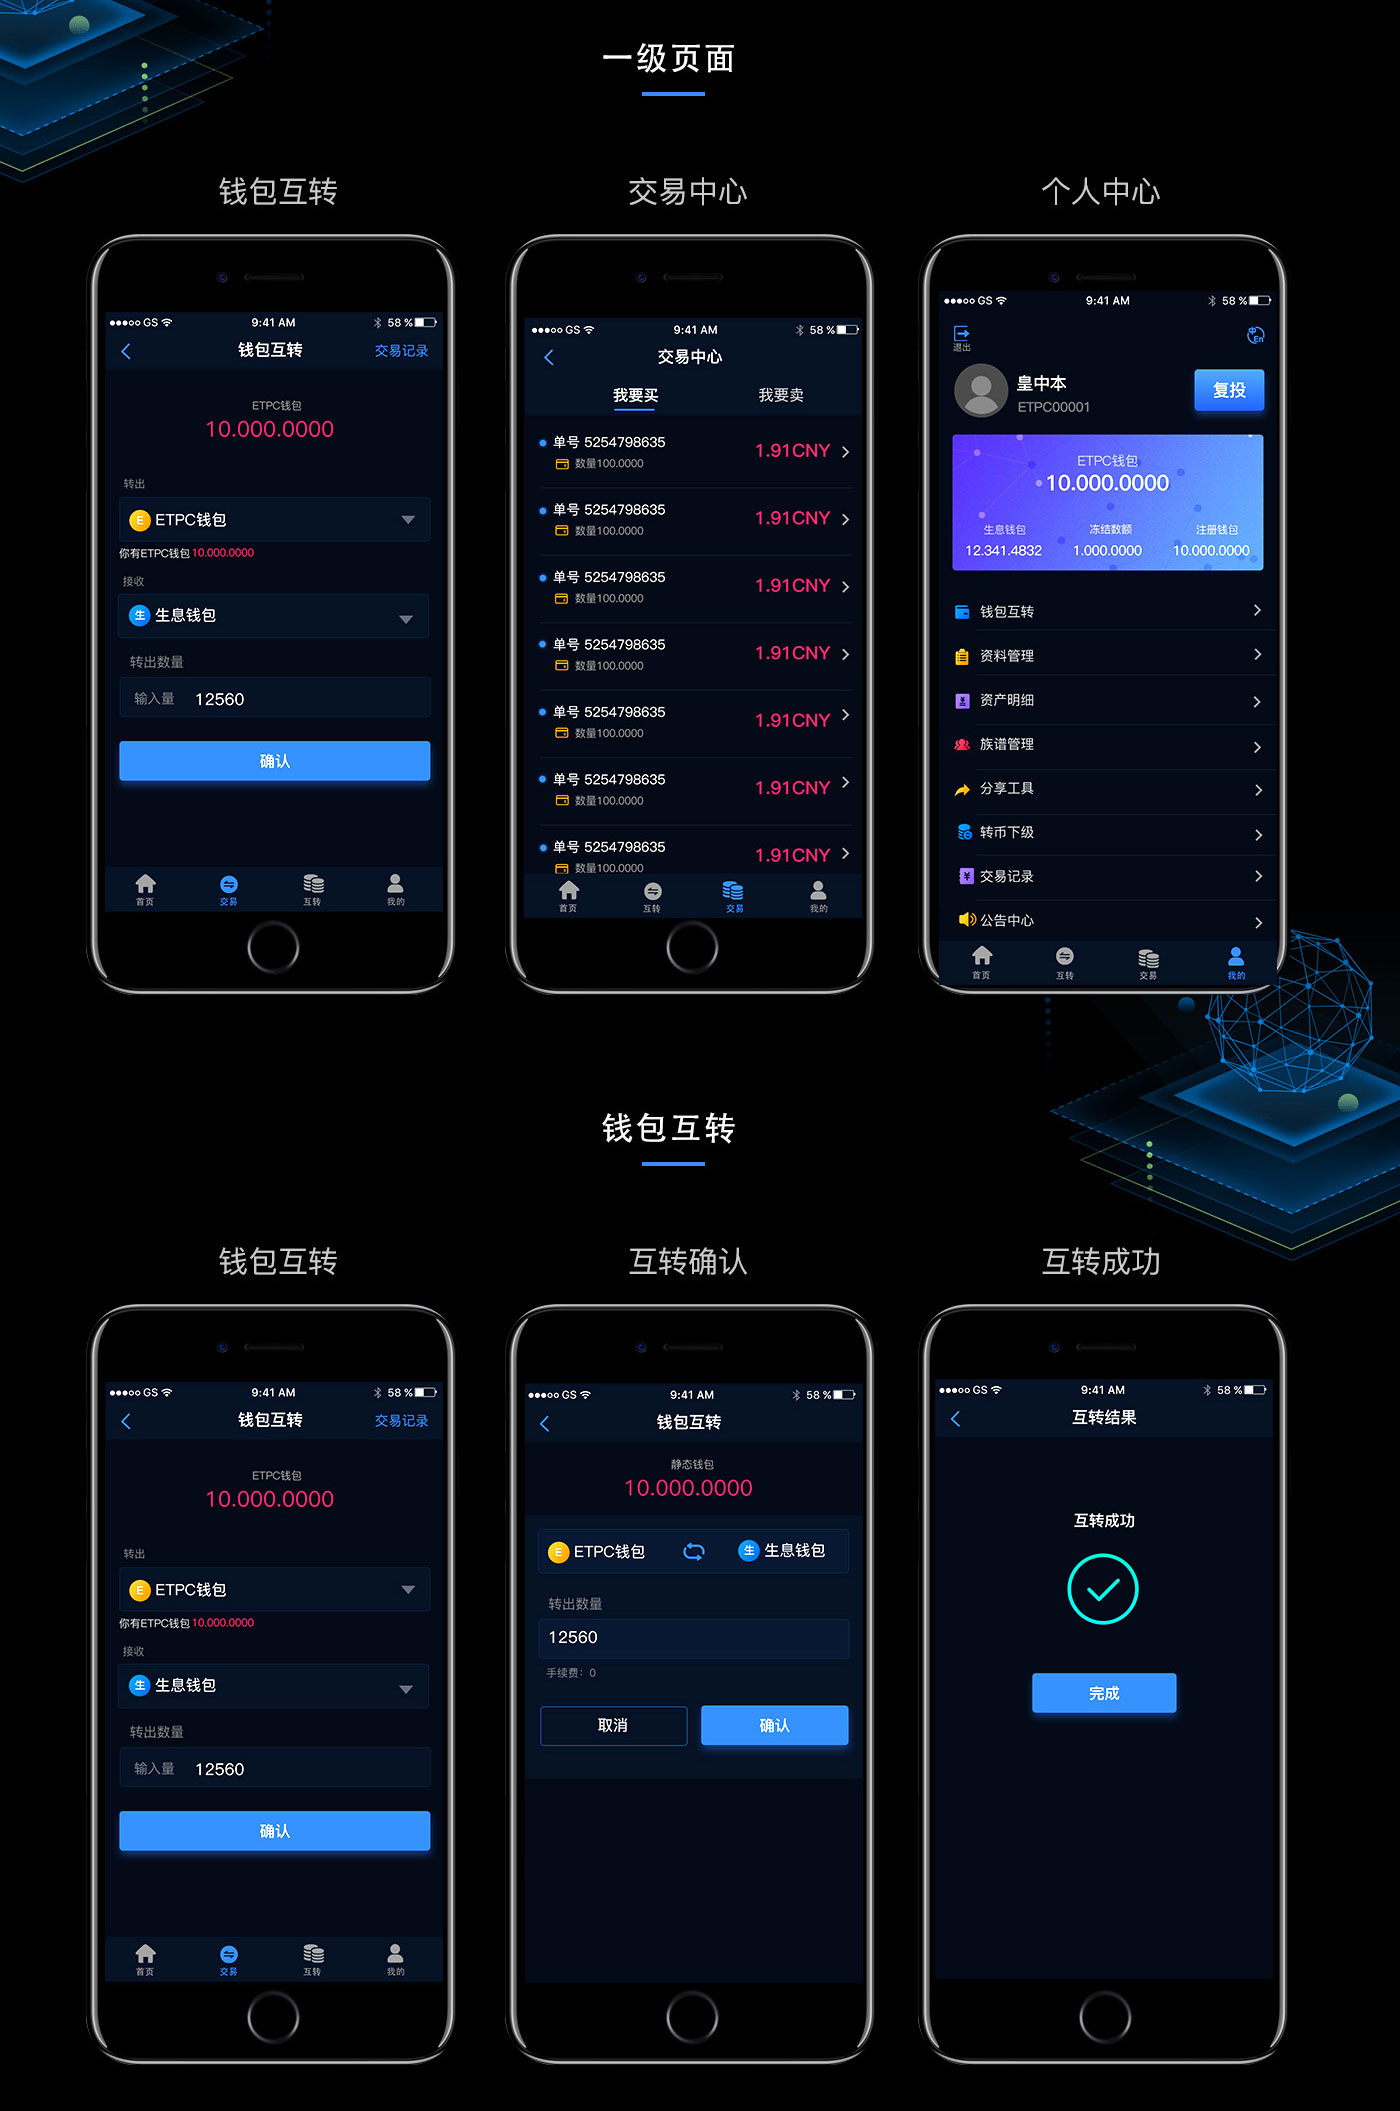 一级页面
钱包互转
交易中心
个人中心
GS
9:41 AM
58 %
钱包互转
交易记录
ETPC钱包
10.000.0000
转出
E ETPC钱包
你有ETPC钱包 10.000.0000
接收
生 生息钱包
转出数量
输入量 12560
确认
首页 交易 互转 我的
GS
9:41 AM
58 %
交易中心
我要买 我要卖
单号 5254798635
数量100.0000
1.91CNY
单号 5254798635
数量100.0000
1.91CNY
单号 5254798635
数量100.0000
1.91CNY
单号 5254798635
数量100.0000
1.91CNY
单号 5254798635
数量100.0000
1.91CNY
单号 5254798635
数量100.0000
1.91CNY
单号 5254798635
数量100.0000
1.91CNY
首页 互转 交易 我的
GS
9:41 AM
58 %
退出
中 En
皇中本
ETPC00001
复投
ETPC钱包
10.000.0000
生息钱包 冻结数额 注册钱包
12.341.4832 1.000.0000 10.000.0000
钱包互转
资料管理
资产明细
族谱管理
分享工具
转币下级
交易记录
公告中心
首页 互转 交易 我的
钱包互转
钱包互转
互转确认
互转成功
GS
9:41 AM
58 %
钱包互转
交易记录
ETPC钱包
10.000.0000
转出
E ETPC钱包
你有ETPC钱包 10.000.0000
接收
生 生息钱包
转出数量
输入量 12560
确认
首页 交易 互转 我的
GS
9:41 AM
58 %
钱包互转
静态钱包
10.000.0000
E ETPC钱包 生 生息钱包
转出数量
12560
手续费：0
取消 确认
GS
9:41 AM
58 %
互转结果
互转成功
完成